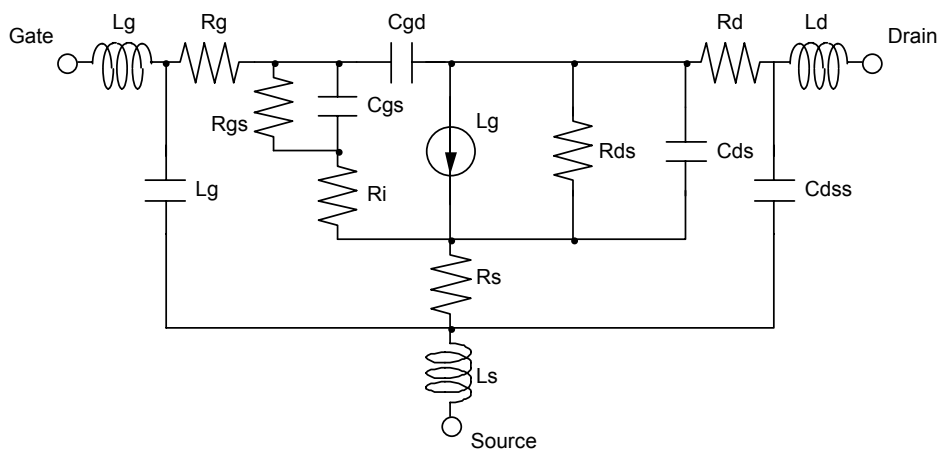 Lg
Rg
Cgd
Rd
Ld
Gate
Drain
Cgs
Rgs
Lg
Rds
Cds
Lg
Ri
Cdss
Rs
Ls
Source